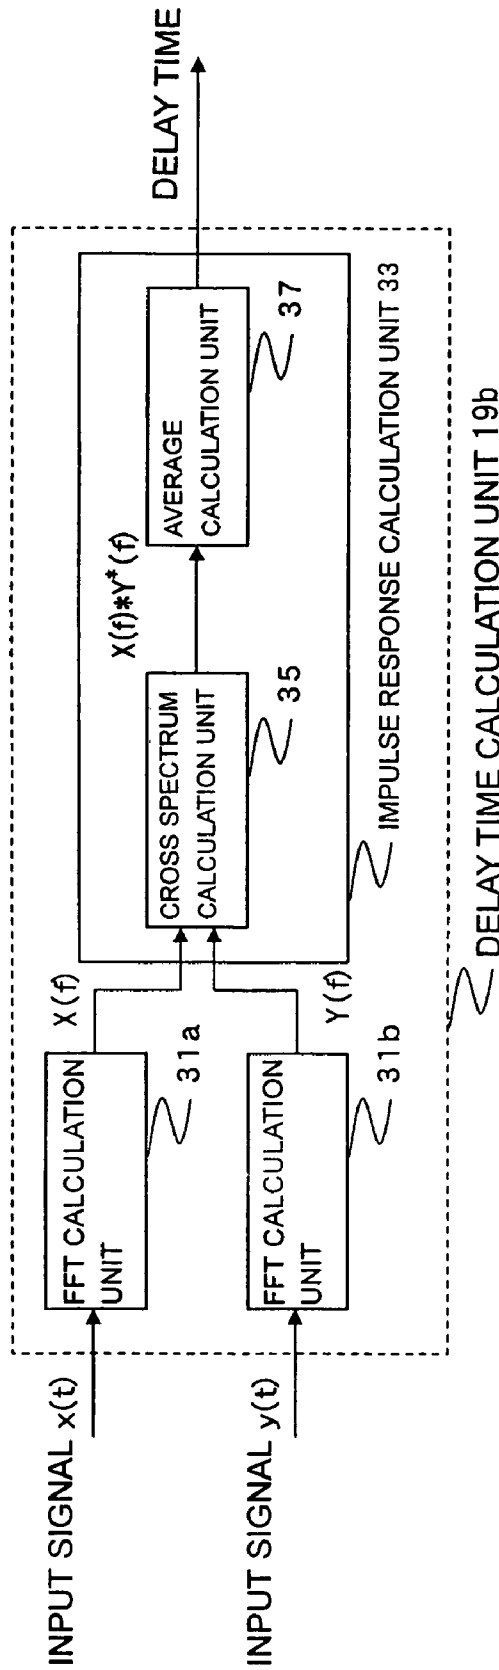 INPUT SIGNAL x(t)
INPUT SIGNAL y(t)
FFT CALCULATION
UNIT
31a
FFT CALCULATION
UNIT
31b
X(f)
Y(f)
CROSS SPECTRUM
CALCULATION UNIT
35
X(f)*Y*(f)
AVERAGE
CALCULATION UNIT
37
IMPULSE RESPONSE CALCULATION UNIT 33
DELAY TIME
DELAY TIME CALCULATION UNIT 19b